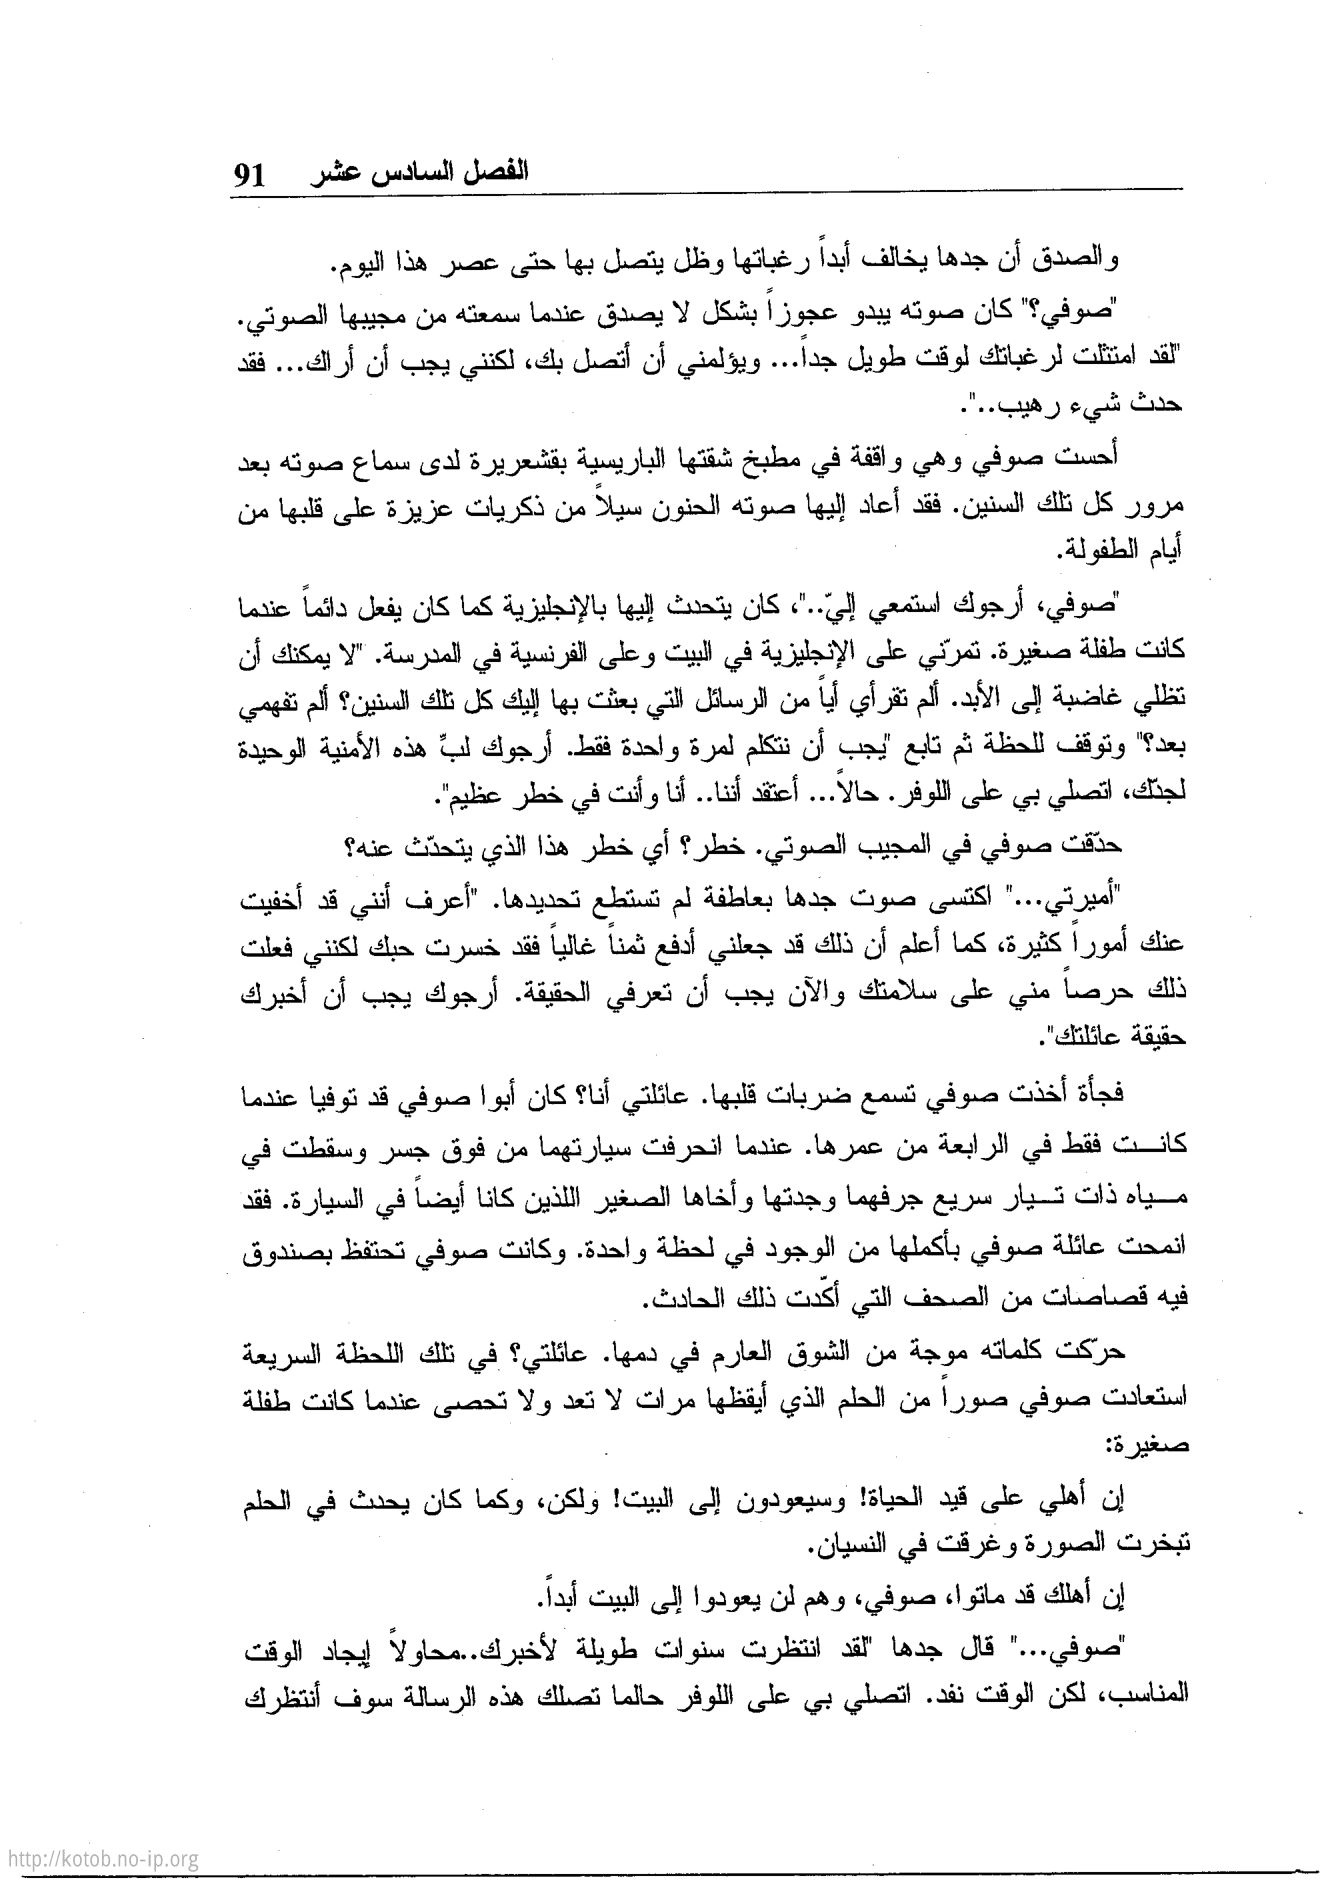 الفصل السادس عشر 91
والصدق أن جدها يخالف أبداً رغباتها وظل يتصل بها حتى عصر هذا اليوم.
"صوفي؟" كان صوته يبدو عجوزاً بشكل لا يصدق عندما سمعته من مجيبها الصوتي.
"لقد امتثلت لرغباتك لوقت طويل جداً... ويؤلمني أن أتصل بك، لكنني يجب أن أراك... فقد
حدث شيء رهيب..".
أحست صوفي وهي واقفة في مطبخ شقتها الباريسية بقشعريرة لدى سماع صوته بعد
مرور كل تلك السنين. فقد أعاد إليها صوته الحنون سيلاً من ذكريات عزيزة على قلبها من
أيام الطفولة.
"صوفي، أرجوك استمعي إليّ.."، كان يتحدث إليها بالإنجليزية كما كان يفعل دائماً عندما
كانت طفلة صغيرة. تمرّني على الإنجليزية في البيت وعلى الفرنسية في المدرسة. "لا يمكنك أن
تظلي غاضبة إلى الأبد. ألم تقرأي أياً من الرسائل التي بعثت بها إليك كل تلك السنين؟ ألم تفهمي
بعد؟" وتوقف للحظة ثم تابع "يجب أن نتكلم لمرة واحدة فقط. أرجوك لبِّ هذه الأمنية الوحيدة
لجدّك، اتصلي بي على اللوفر. حالاً... أعتقد أننا.. أنا وأنت في خطر عظيم".
حدّقت صوفي في المجيب الصوتي. خطر؟ أي خطر هذا الذي يتحدّث عنه؟
"أميرتي..." اكتسى صوت جدها بعاطفة لم تستطع تحديدها. "أعرف أنني قد أخفيت
عنك أموراً كثيرة، كما أعلم أن ذلك قد جعلني أدفع ثمناً غالياً فقد خسرت حبك لكنني فعلت
ذلك حرصاً مني على سلامتك والآن يجب أن تعرفي الحقيقة. أرجوك يجب أن أخبرك
حقيقة عائلتك".
فجأة أخذت صوفي تسمع ضربات قلبها. عائلتي أنا؟ كان أبوا صوفي قد توفيا عندما
كانـــت فقط في الرابعة من عمرها. عندما انحرفت سيارتهما من فوق جسر وسقطت في
مـــياه ذات تـــيار سريع جرفهما وجدتها وأخاها الصغير اللذين كانا أيضاً في السيارة. فقد
انمحت عائلة صوفي بأكملها من الوجود في لحظة واحدة. وكانت صوفي تحتفظ بصندوق
فيه قصاصات من الصحف التي أكّدت ذلك الحادث.
حركّت كلماته موجة من الشوق العارم في دمها. عائلتي؟ في تلك اللحظة السريعة
استعادت صوفي صوراً من الحلم الذي أيقظها مرات لا تعد ولا تحصى عندما كانت طفلة
صغيرة:
إن أهلي على قيد الحياة! وسيعودون إلى البيت! ولكن، وكما كان يحدث في الحلم
تبخرت الصورة وغرقت في النسيان.
إن أهلك قد ماتوا، صوفي، وهم لن يعودوا إلى البيت أبداً.
"صوفي..." قال جدها "لقد انتظرت سنوات طويلة لأخبرك..محاولاً إيجاد الوقت
المناسب، لكن الوقت نفد. اتصلي بي على اللوفر حالما تصلك هذه الرسالة سوف أنتظرك
http://kotob.no-ip.org